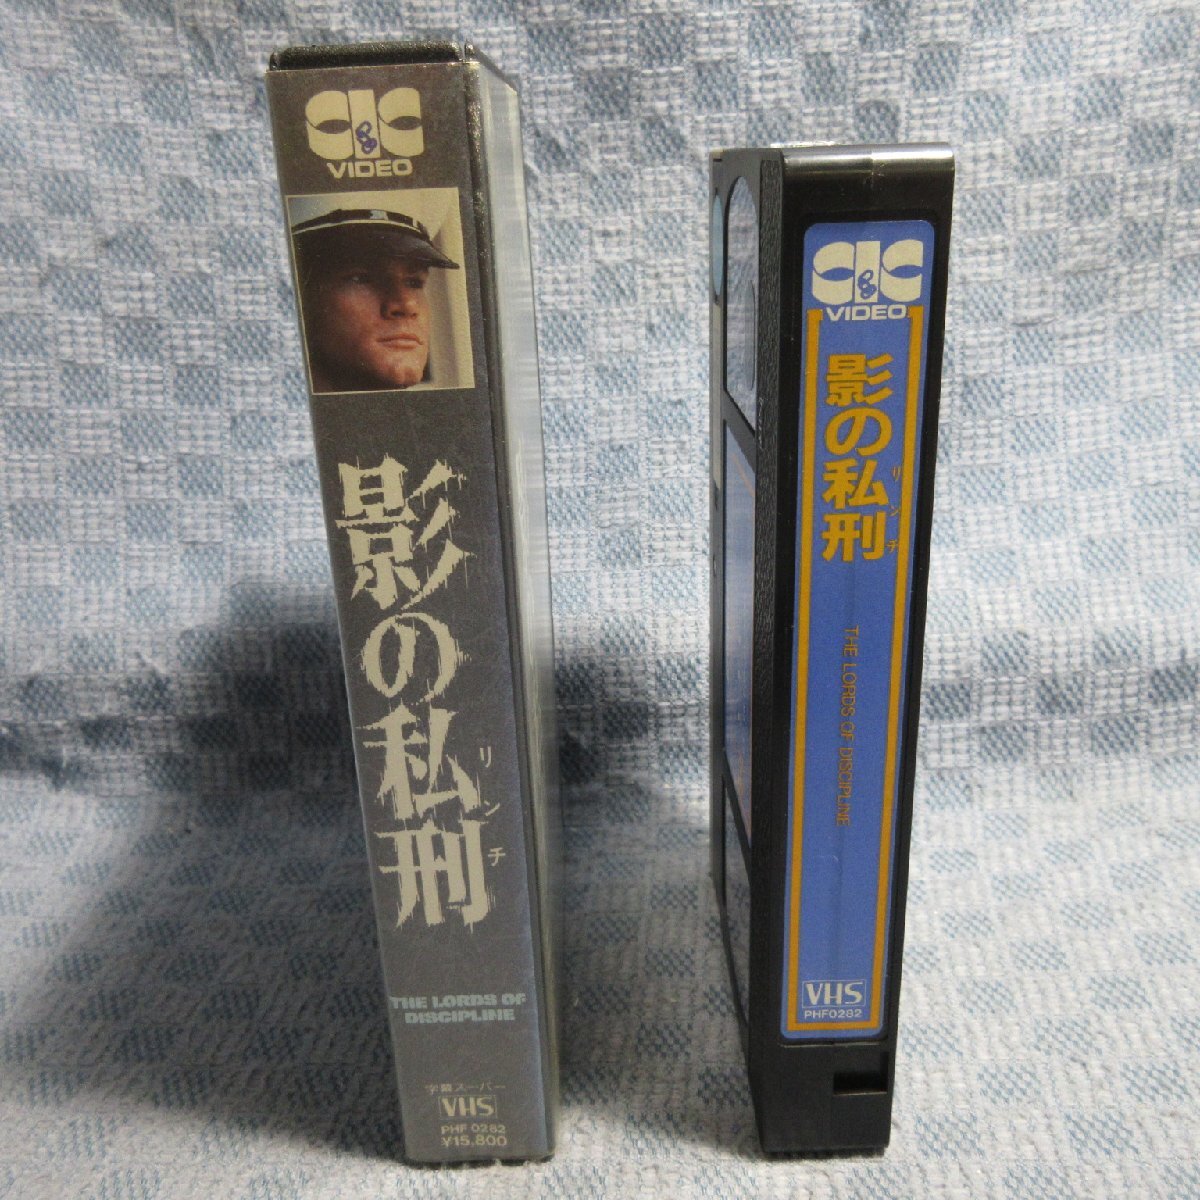 CIC
VIDEO
影の私刑
リンチ
THE LORDS OF
DISCIPLINE
字幕スーパー
VHS
PHF 0282
¥15,800
CIC
VIDEO
影の私刑
リンチ
THE LORDS OF DISCIPLINE
VHS
PHF0282